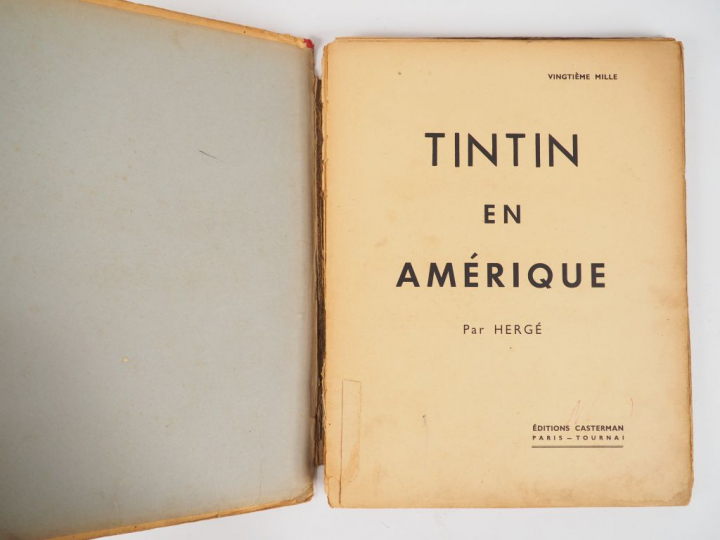 VINGTIÈME MILLE
TINTIN
EN
AMÉRIQUE
Par HERGÉ
ÉDITIONS CASTERMAN
PARIS – TOURNAI